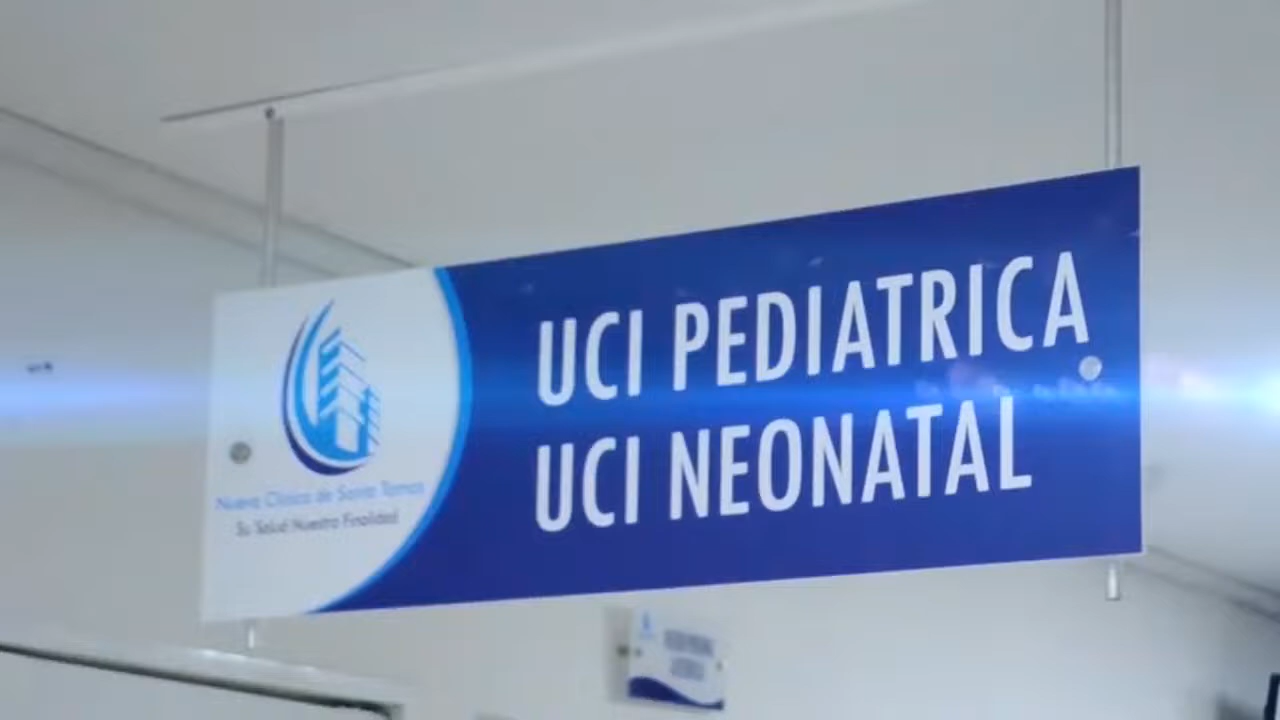 UCI PEDIATRICA
UCI NEONATAL
Nueva Clínica de Santo Tomas
Su Salud Nuestra Finalidad